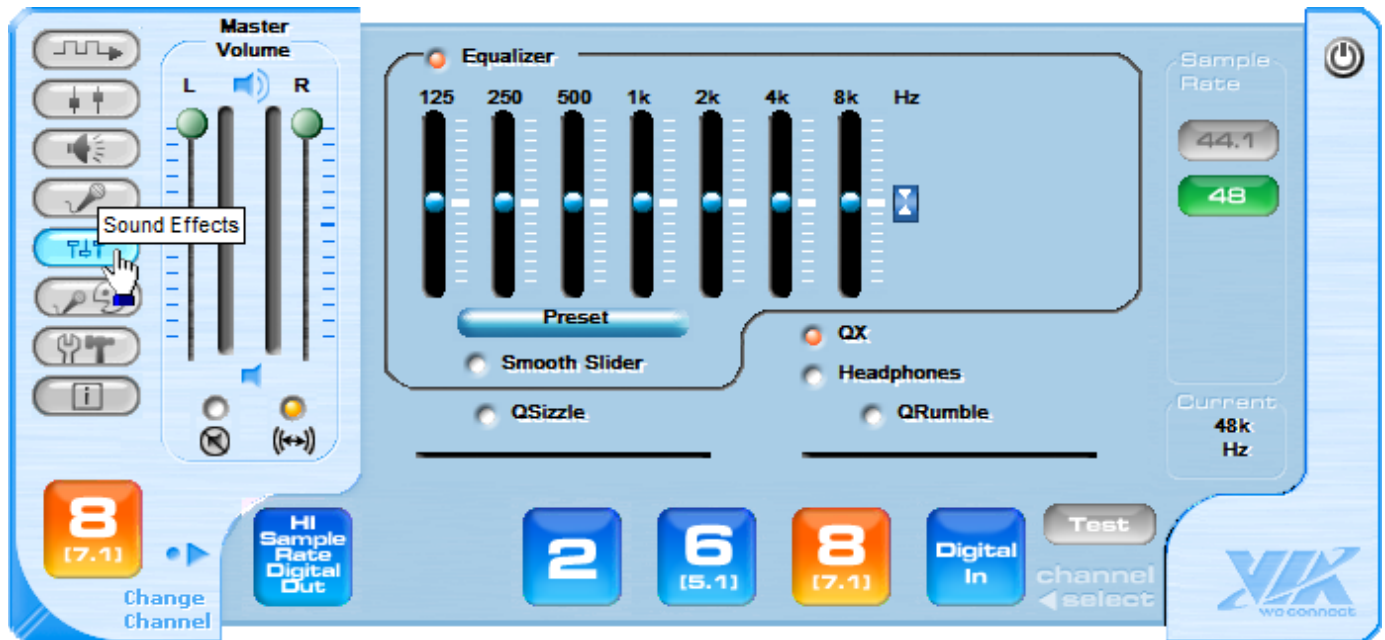 Master
Volume
L
R
Sound Effects
i
8
[7.1]
Change
Channel
HI
Sample
Rate
Digital
Out
Equalizer
125 250 500 1k 2k 4k 8k Hz
Preset
Smooth Slider
QSizzle
QX
Headphones
QRumble
2
6
[5.1]
8
[7.1]
Digital
In
Test
channel
select
Sample
Rate
44.1
48
Current
48k
Hz
VIA
we connect